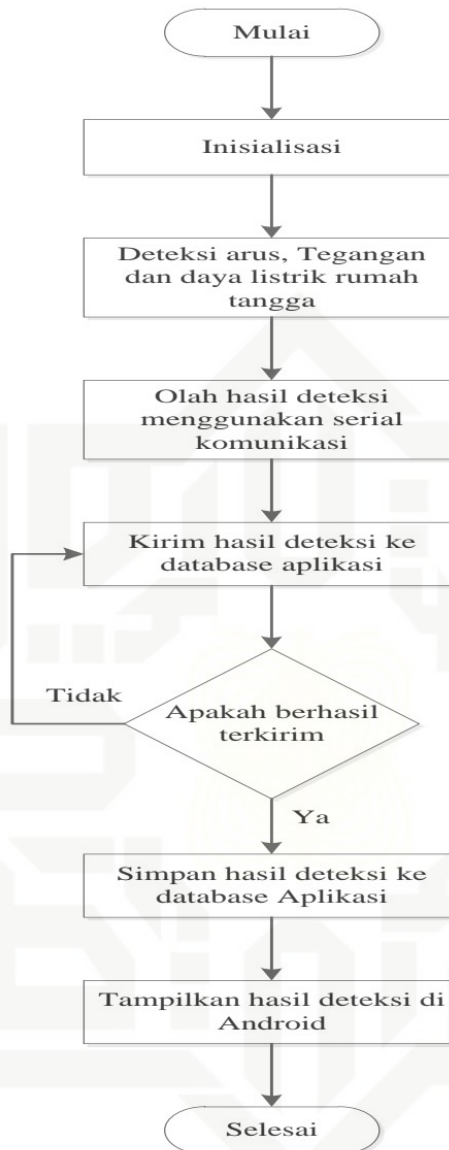 Mulai
Inisialisasi
Deteksi arus, Tegangan
dan daya listrik rumah
tangga
Olah hasil deteksi
menggunakan serial
komunikasi
Kirim hasil deteksi ke
database aplikasi
Tidak
Apakah berhasil
terkirim
Ya
Simpan hasil deteksi ke
database Aplikasi
Tampilkan hasil deteksi di
Android
Selesai